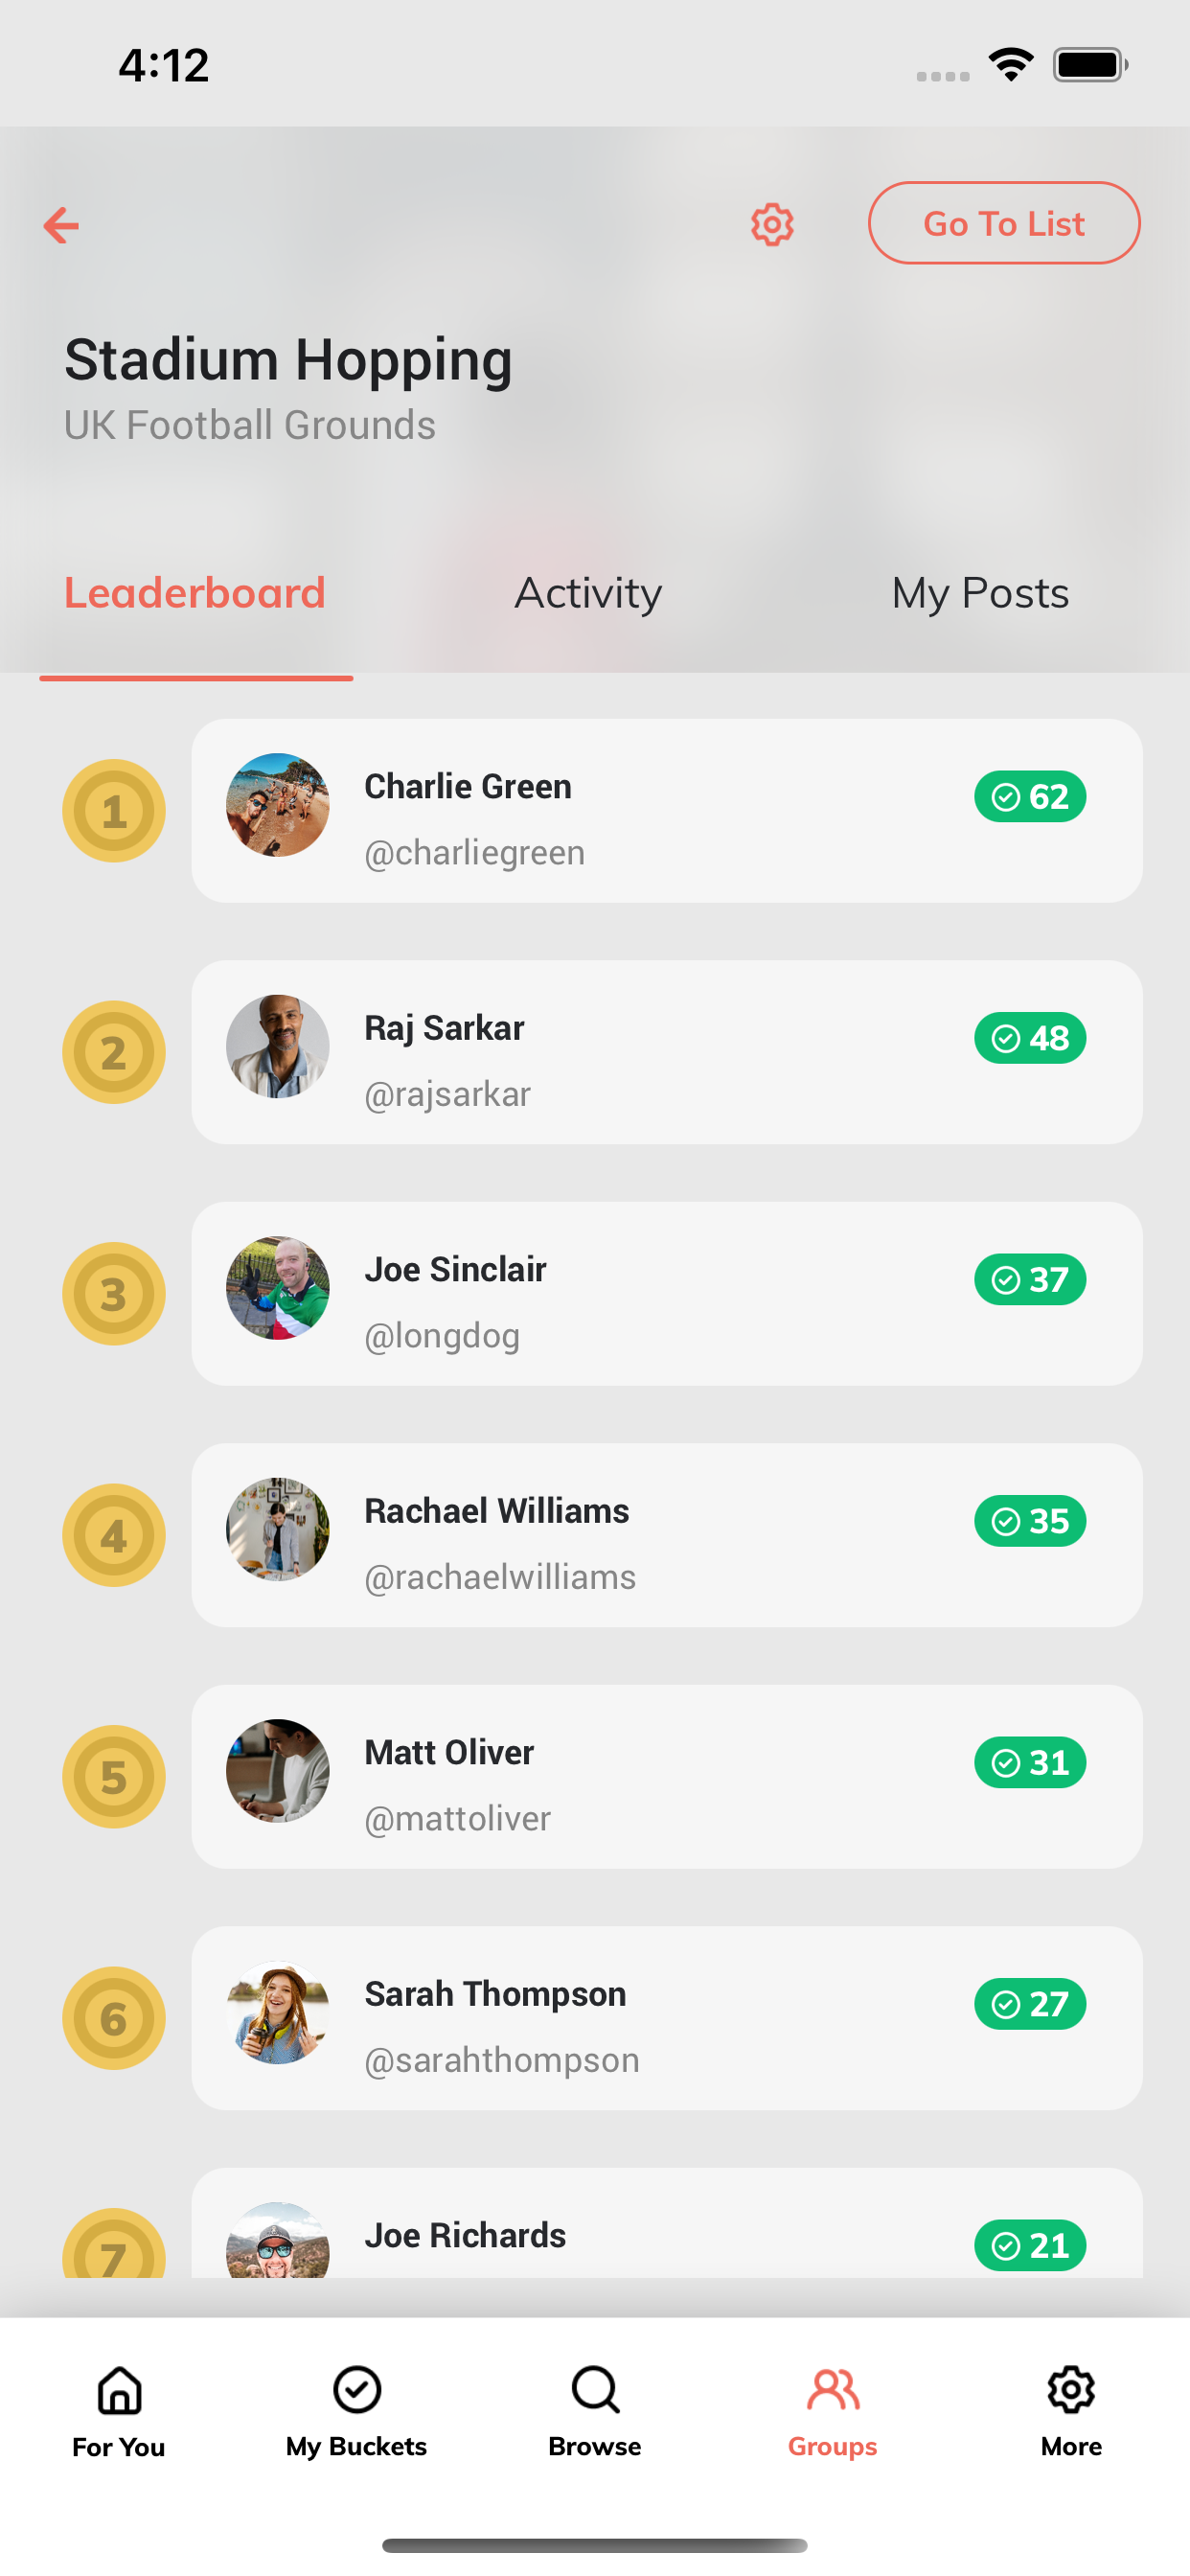 4:12
Go To List
Stadium Hopping
UK Football Grounds
Leaderboard Activity My Posts
1 Charlie Green 62
@charliegreen
2 Raj Sarkar 48
@rajsarkar
3 Joe Sinclair 37
@longdog
4 Rachael Williams 35
@rachaelwilliams
5 Matt Oliver 31
@mattoliver
6 Sarah Thompson 27
@sarahthompson
7 Joe Richards 21
For You My Buckets Browse Groups More